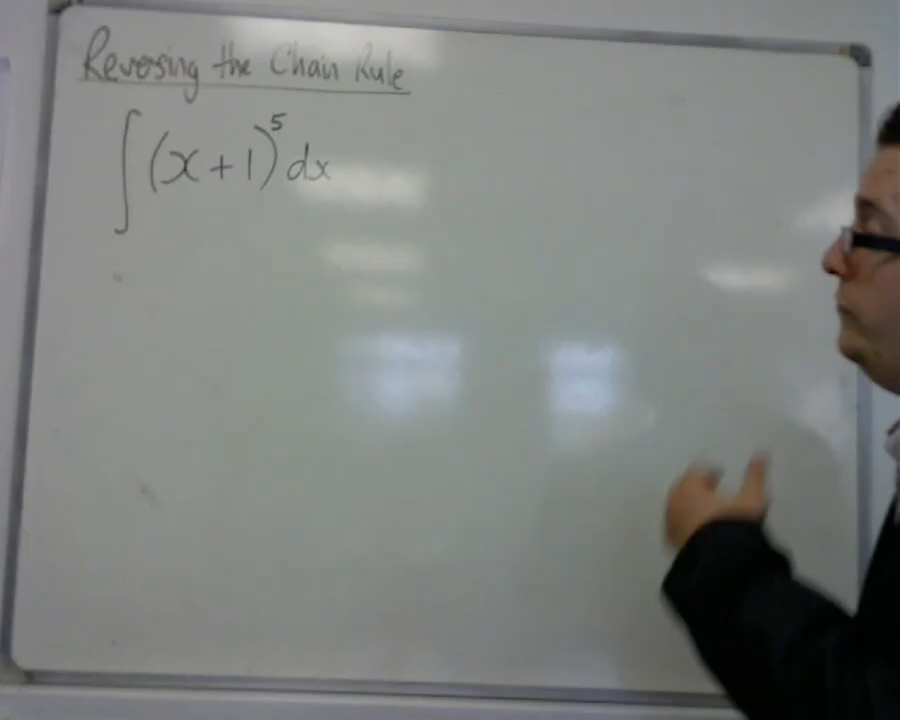 Reversing the Chain Rule
∫(x+1)⁵dx